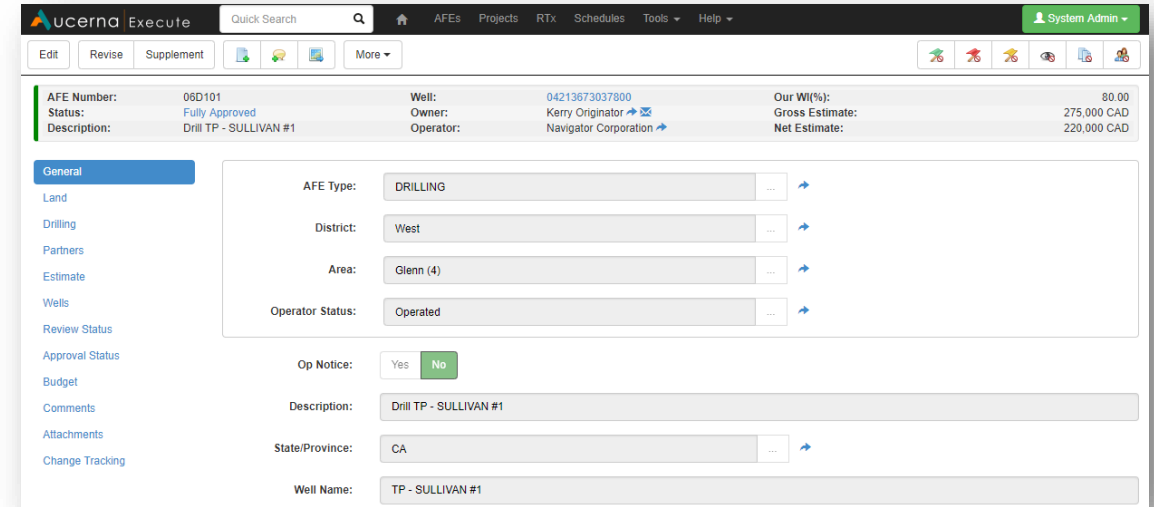 Aucerna Execute Quick Search AFEs Projects RTx Schedules Tools Help System Admin
Edit Revise Supplement More
AFE Number: 06D101 Well: 04213673037800 Our WI(%): 80.00
Status: Fully Approved Owner: Kerry Originator Gross Estimate: 275,000 CAD
Description: Drill TP - SULLIVAN #1 Operator: Navigator Corporation Net Estimate: 220,000 CAD
General
AFE Type: DRILLING ...
Land
Drilling
District: West ...
Partners
Area: Glenn (4) ...
Estimate
Wells
Operator Status: Operated ...
Review Status
Approval Status
Op Notice: Yes No
Budget
Comments
Description: Drill TP - SULLIVAN #1
Attachments
State/Province: CA ...
Change Tracking
Well Name: TP - SULLIVAN #1